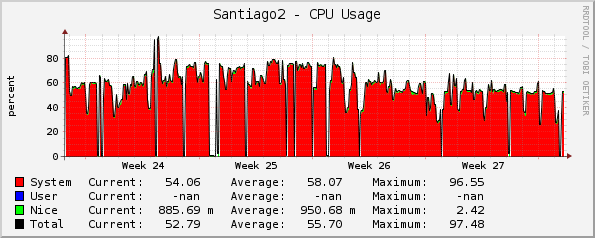 Santiago2 - CPU Usage
RRDTOOL / TOBI OETIKER
percent
80
60
40
20
0
Week 24 Week 25 Week 26 Week 27
System Current: 54.06 Average: 58.07 Maximum: 96.55
User Current: -nan Average: -nan Maximum: -nan
Nice Current: 885.69 m Average: 950.68 m Maximum: 2.42
Total Current: 52.79 Average: 55.70 Maximum: 97.48